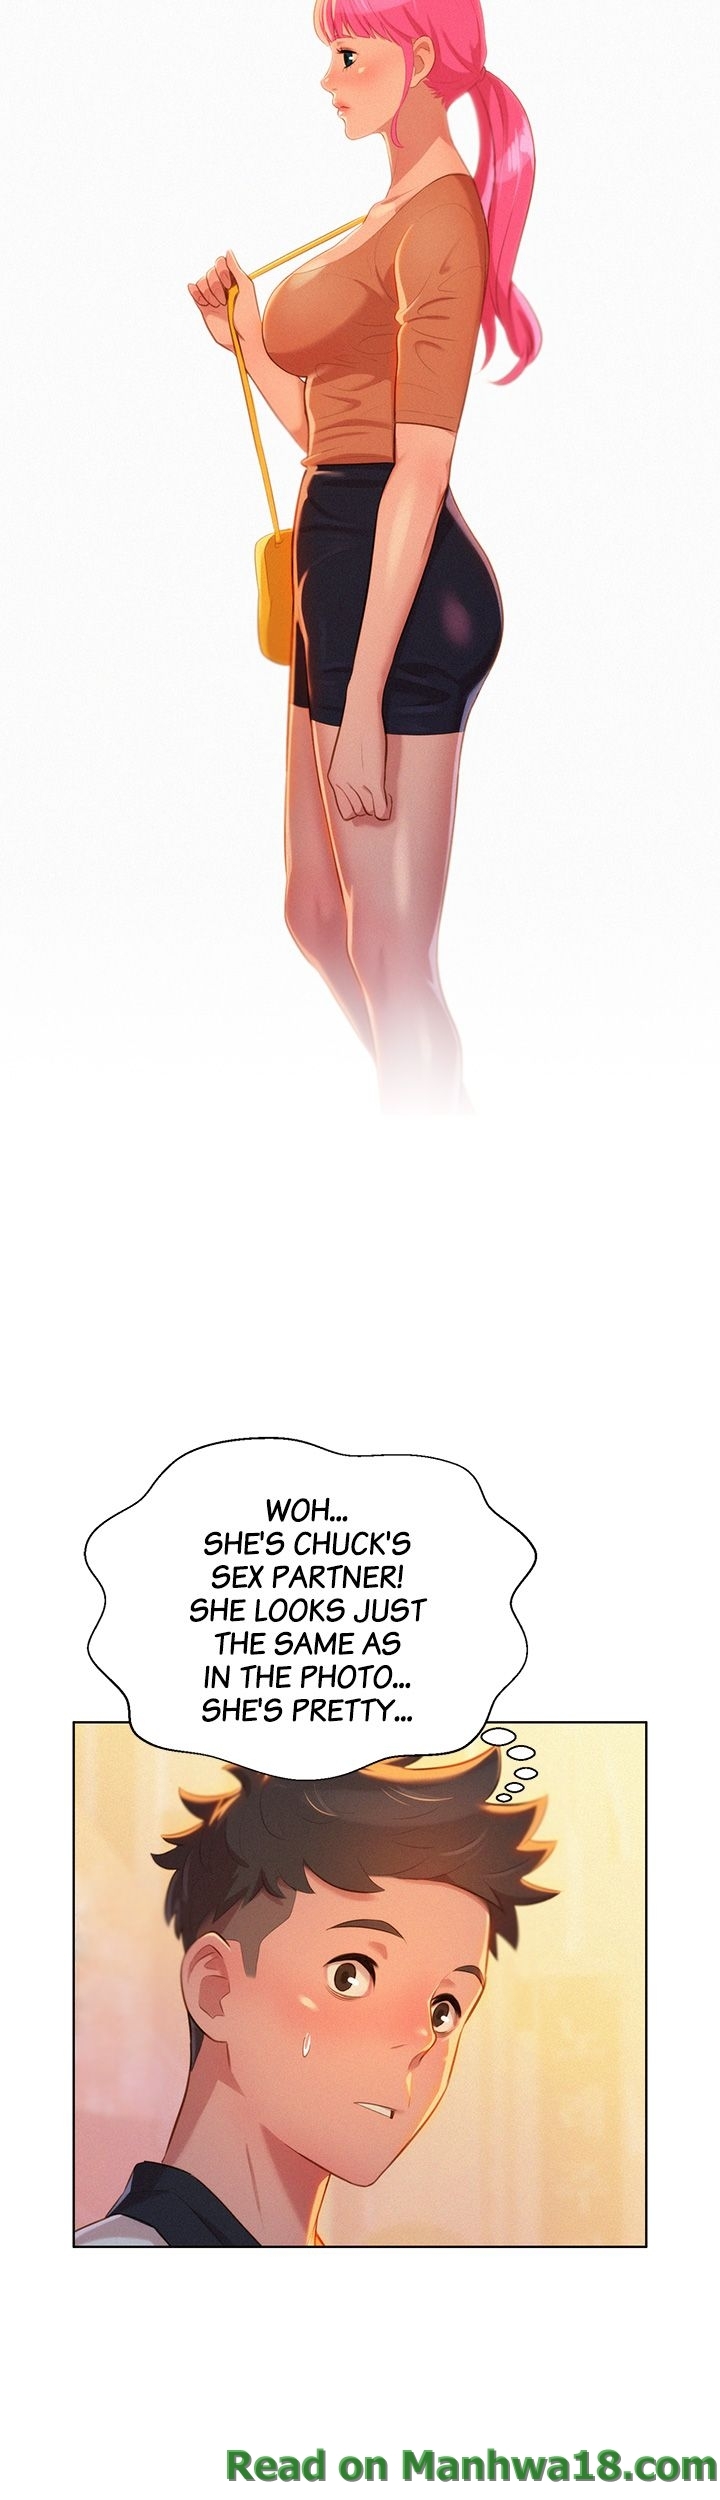 WOH...
SHE'S CHUCK'S
SEX PARTNER!
SHE LOOKS JUST
THE SAME AS
IN THE PHOTO...
SHE'S PRETTY...
Read on Manhwa18.com